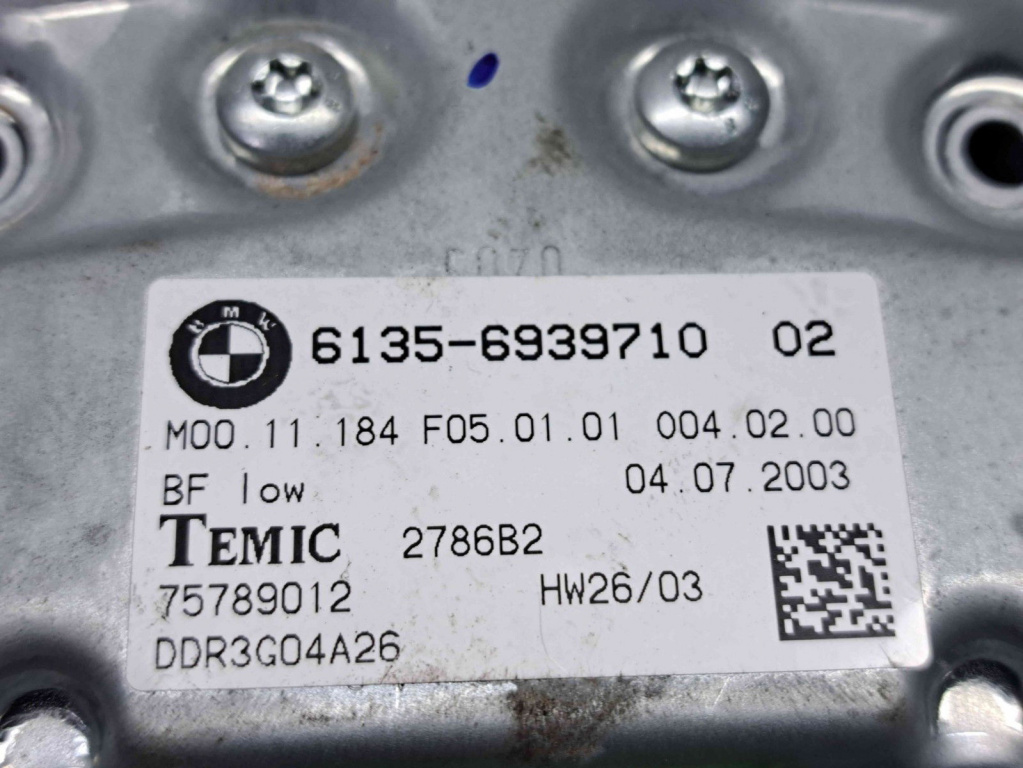 BMW
6135-6939710 02
M00.11.184 F05.01.01 004.02.00
BF low 04.07.2003
TEMIC 2786B2
75789012 HW26/03
DDR3G04A26